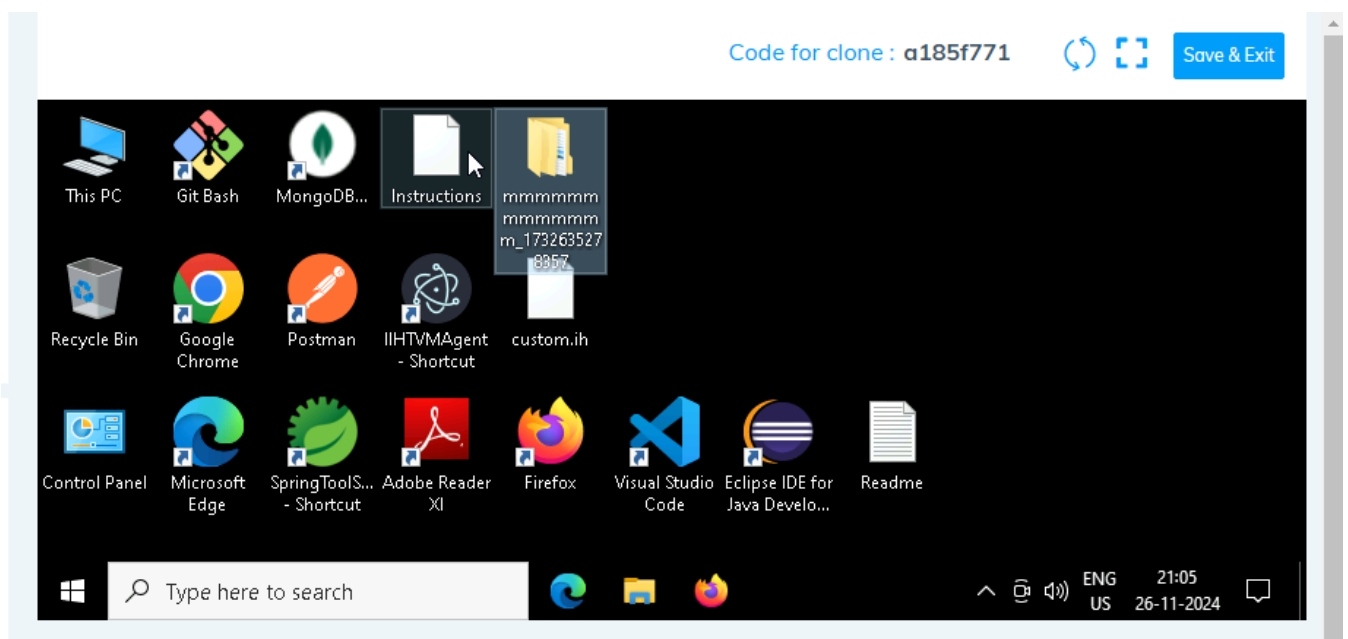 Code for clone : a185f771
Save & Exit
This PC
Git Bash
MongoDB...
Instructions
mmmmmm
mmmmmm
m_173263527
8357
Recycle Bin
Google
Chrome
Postman
IIHTVMAgent
- Shortcut
custom.ih
Control Panel
Microsoft
Edge
SpringToolS...
- Shortcut
Adobe Reader
XI
Firefox
Visual Studio
Code
Eclipse IDE for
Java Develo...
Readme
Type here to search
ENG
US
21:05
26-11-2024